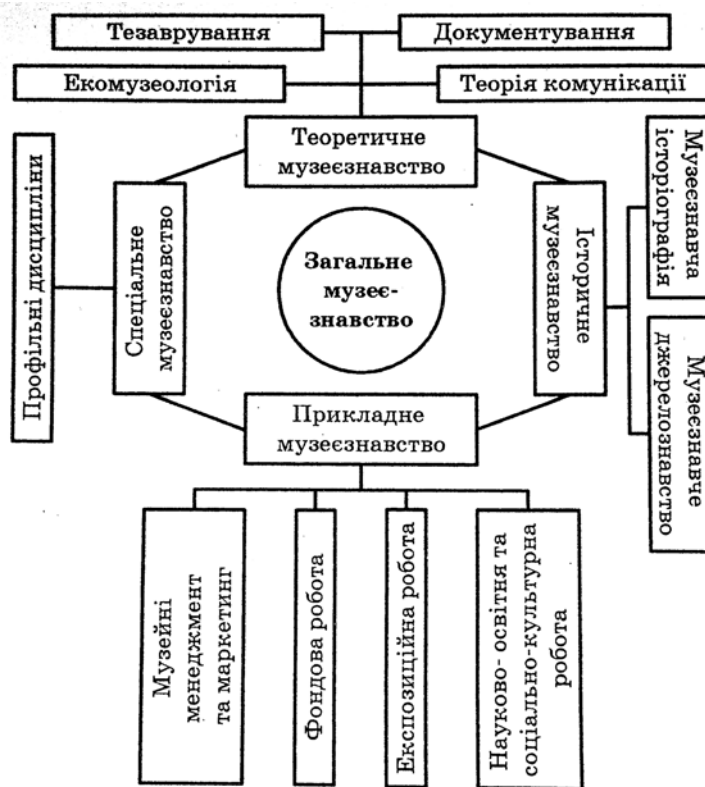 Тезаврування
Документування
Екомузеологія
Теорія комунікації
Теоретичне
музеєзнавство
Профільні дисципліни
Спеціальне
музеєзнавство
Загальне
музеє-
знавство
Історичне
музеєзнавство
Музеєзнавча
історіографія
Музеєзнавче
джерелознавство
Прикладне
музеєзнавство
Музейні
менеджмент
та маркетинг
Фондова робота
Експозиційна робота
Науково- освітня та
соціально-культурна
робота